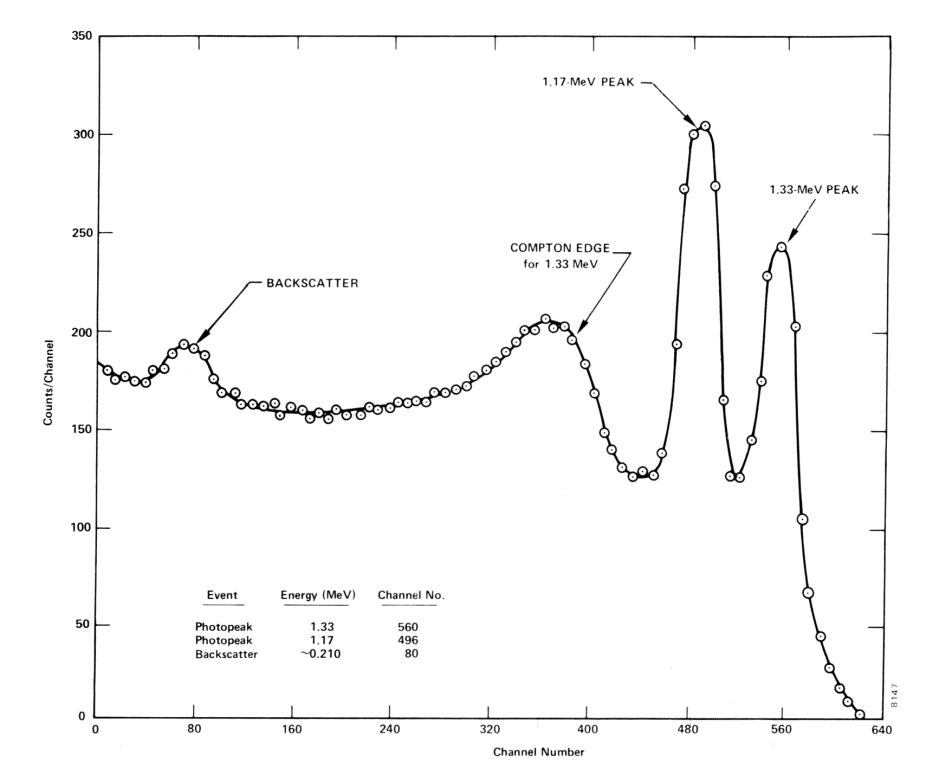 350
300
250
200
150
100
50
0
Counts/Channel
1.17-MeV PEAK
1.33-MeV PEAK
COMPTON EDGE
for 1.33 MeV
BACKSCATTER
Event Energy (MeV) Channel No.
Photopeak 1.33 560
Photopeak 1.17 496
Backscatter ~0.210 80
8147
0 80 160 240 320 400 480 560 640
Channel Number